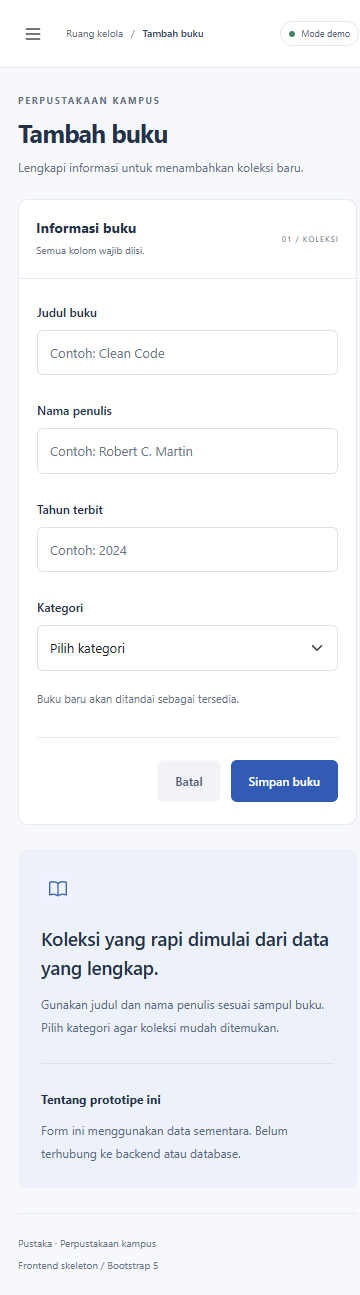 Ruang kelola / Tambah buku
Mode demo
PERPUSTAKAAN KAMPUS
Tambah buku
Lengkapi informasi untuk menambahkan koleksi baru.
Informasi buku
Semua kolom wajib diisi.
01 / KOLEKSI
Judul buku
Contoh: Clean Code
Nama penulis
Contoh: Robert C. Martin
Tahun terbit
Contoh: 2024
Kategori
Pilih kategori
Buku baru akan ditandai sebagai tersedia.
Batal
Simpan buku
Koleksi yang rapi dimulai dari data
yang lengkap.
Gunakan judul dan nama penulis sesuai sampul buku.
Pilih kategori agar koleksi mudah ditemukan.
Tentang prototipe ini
Form ini menggunakan data sementara. Belum
terhubung ke backend atau database.
Pustaka · Perpustakaan kampus
Frontend skeleton / Bootstrap 5